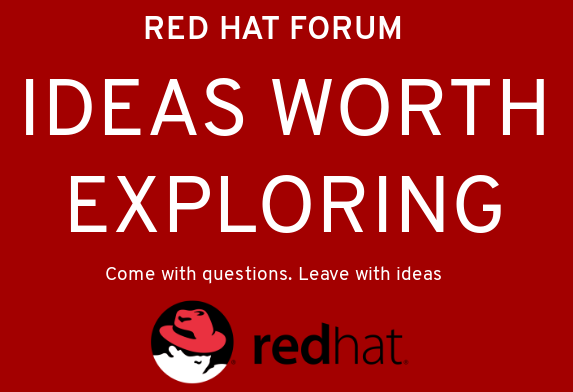 RED HAT FORUM
IDEAS WORTH
EXPLORING
Come with questions. Leave with ideas
redhat